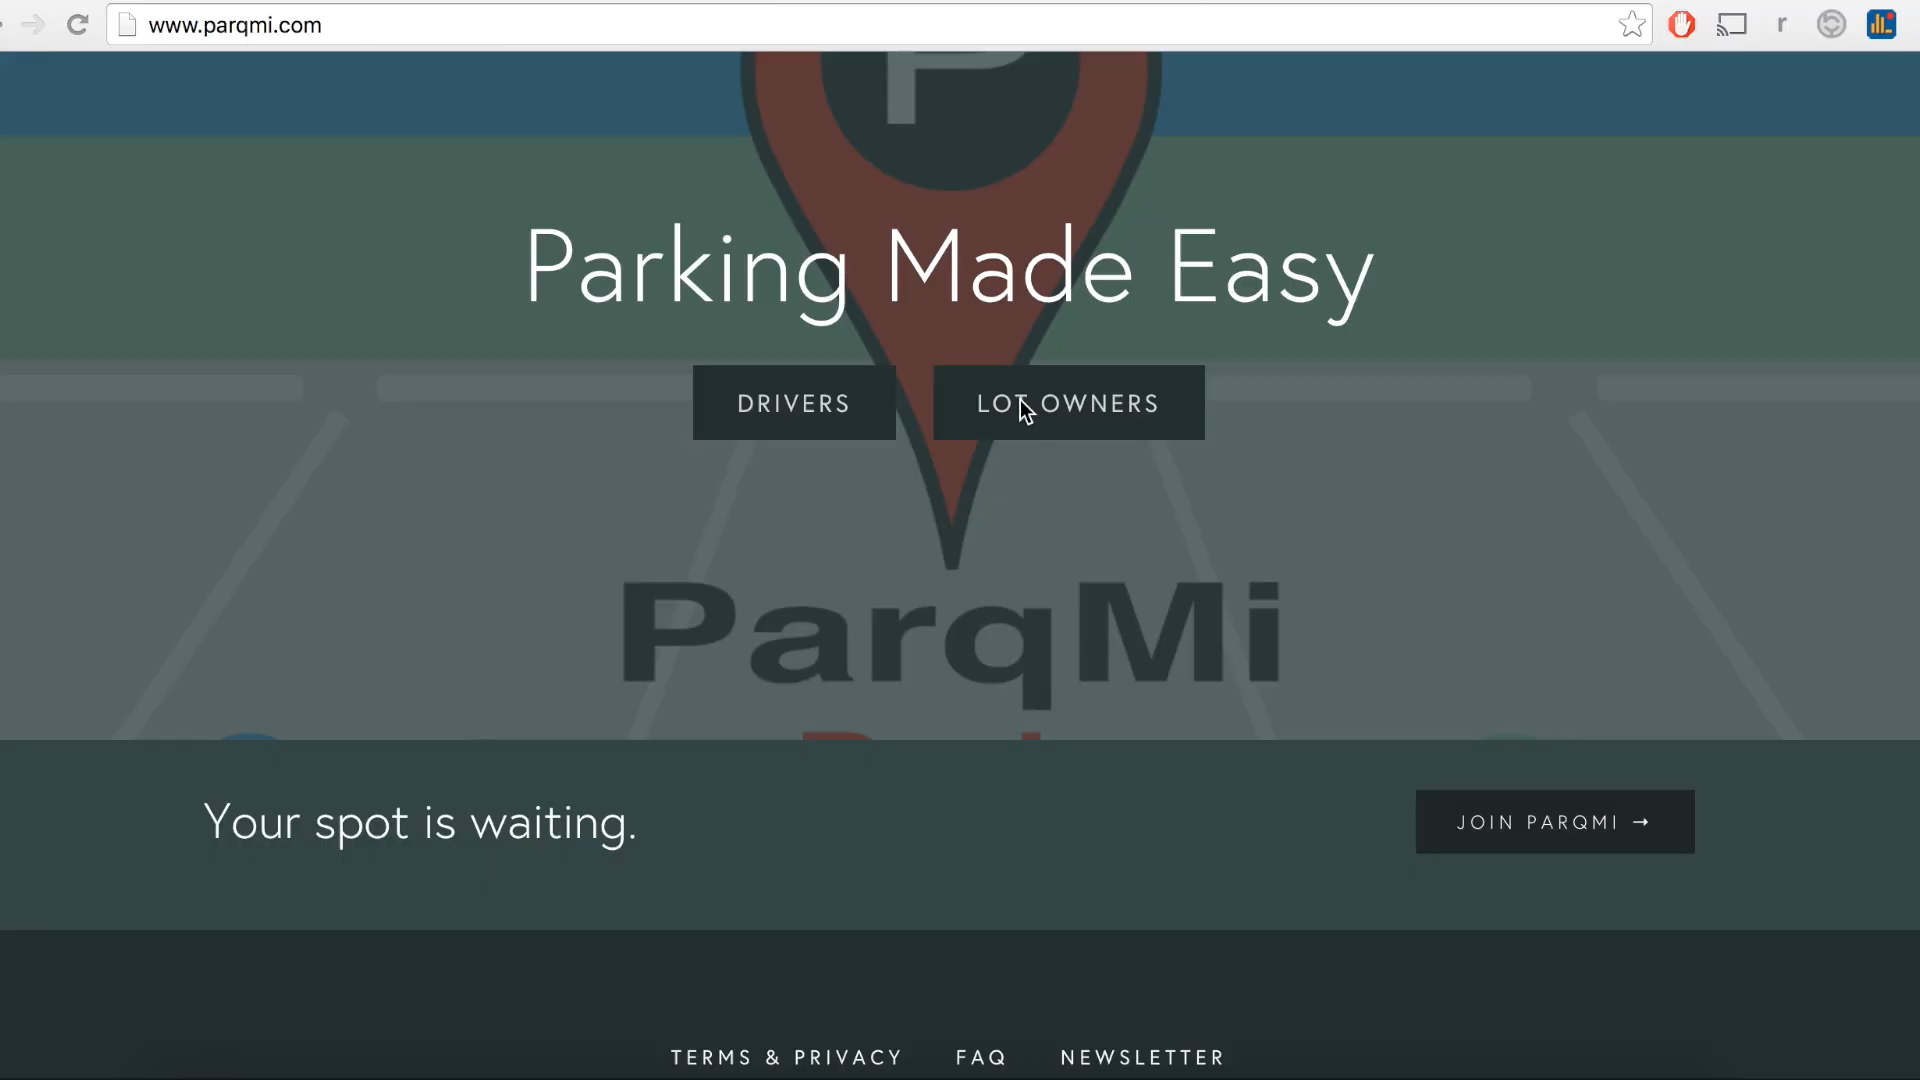 www.parqmi.com
r
P
Parking Made Easy
DRIVERS
LOT OWNERS
ParqMi
Your spot is waiting.
JOIN PARQMI →
TERMS & PRIVACY
FAQ
NEWSLETTER